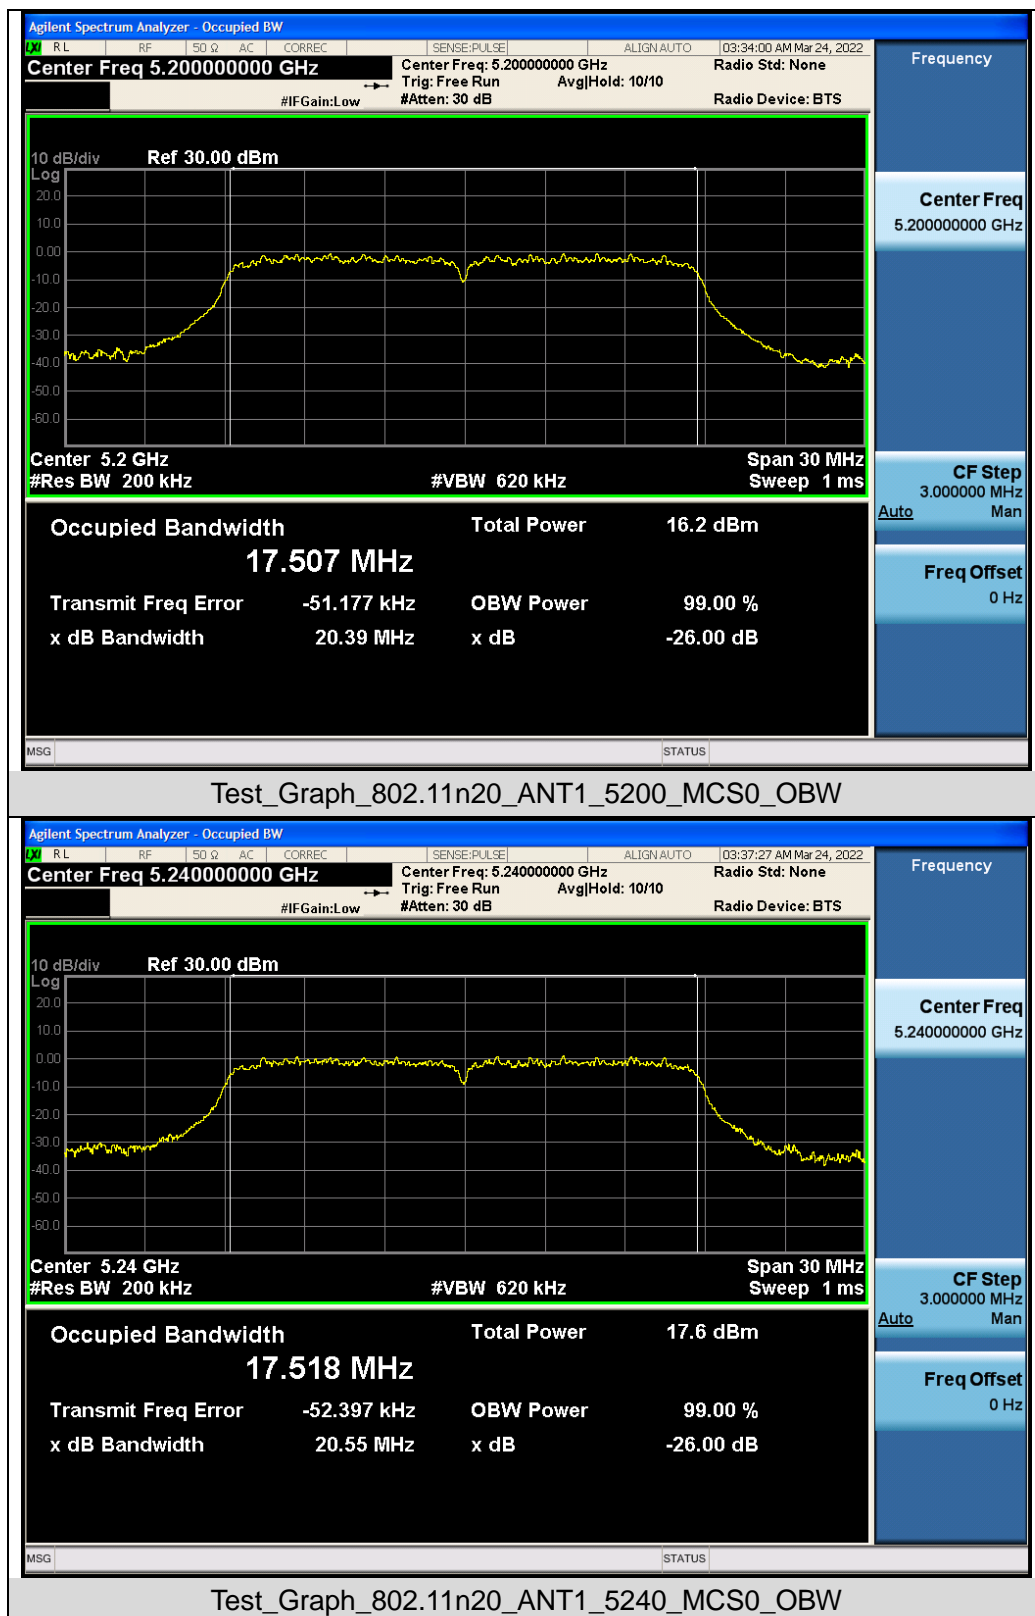 Agilent Spectrum Analyzer - Occupied BW
LXI RL RF 50 Ω AC CORREC SENSE:PULSE ALIGN AUTO 03:34:00 AM Mar 24, 2022
Center Freq 5.200000000 GHz
Center Freq: 5.200000000 GHz
Radio Std: None
Trig: Free Run Avg|Hold: 10/10
#IFGain:Low
#Atten: 30 dB
Radio Device: BTS
Frequency
10 dB/div Ref 30.00 dBm
Log
20.0
10.0
0.00
-10.0
-20.0
-30.0
-40.0
-50.0
-60.0
Center 5.2 GHz Span 30 MHz
#Res BW 200 kHz #VBW 620 kHz Sweep 1 ms
Center Freq
5.200000000 GHz
CF Step
3.000000 MHz
Auto Man
Freq Offset
0 Hz
Occupied Bandwidth Total Power 16.2 dBm
17.507 MHz
Transmit Freq Error -51.177 kHz OBW Power 99.00 %
x dB Bandwidth 20.39 MHz x dB -26.00 dB
MSG STATUS
Test_Graph_802.11n20_ANT1_5200_MCS0_OBW
Agilent Spectrum Analyzer - Occupied BW
LXI RL RF 50 Ω AC CORREC SENSE:PULSE ALIGN AUTO 03:37:27 AM Mar 24, 2022
Center Freq 5.240000000 GHz
Center Freq: 5.240000000 GHz
Radio Std: None
Trig: Free Run Avg|Hold: 10/10
#IFGain:Low
#Atten: 30 dB
Radio Device: BTS
Frequency
10 dB/div Ref 30.00 dBm
Log
20.0
10.0
0.00
-10.0
-20.0
-30.0
-40.0
-50.0
-60.0
Center 5.24 GHz Span 30 MHz
#Res BW 200 kHz #VBW 620 kHz Sweep 1 ms
Center Freq
5.240000000 GHz
CF Step
3.000000 MHz
Auto Man
Freq Offset
0 Hz
Occupied Bandwidth Total Power 17.6 dBm
17.518 MHz
Transmit Freq Error -52.397 kHz OBW Power 99.00 %
x dB Bandwidth 20.55 MHz x dB -26.00 dB
MSG STATUS
Test_Graph_802.11n20_ANT1_5240_MCS0_OBW